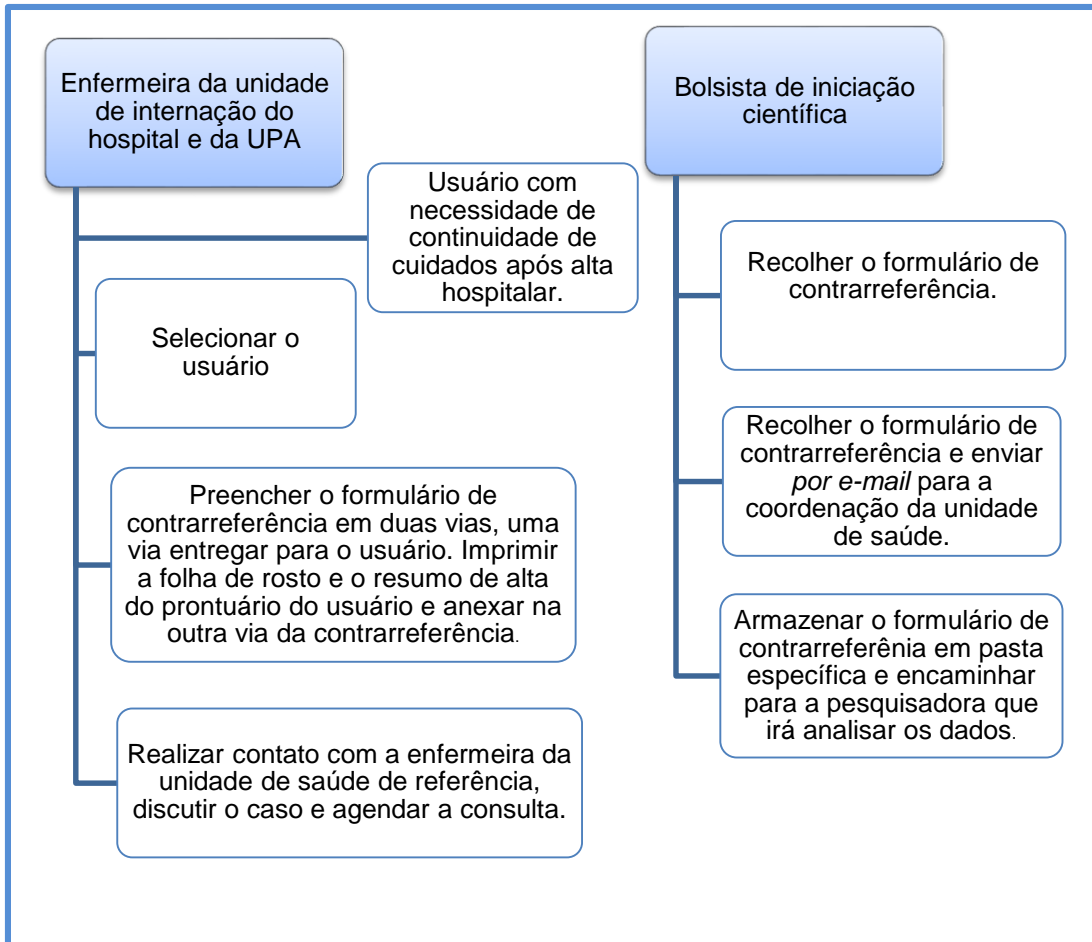 Enfermeira da unidade
de internação do
hospital e da UPA
Usuário com
necessidade de
continuidade de
cuidados após alta
hospitalar.
Selecionar o
usuário
Preencher o formulário de
contrarreferência em duas vias, uma
via entregar para o usuário. Imprimir
a folha de rosto e o resumo de alta
do prontuário do usuário e anexar na
outra via da contrarreferência.
Realizar contato com a enfermeira da
unidade de saúde de referência,
discutir o caso e agendar a consulta.
Bolsista de iniciação
científica
Recolher o formulário de
contrarreferência.
Recolher o formulário de
contrarreferência e enviar
por e-mail para a
coordenação da unidade
de saúde.
Armazenar o formulário de
contrarreferênia em pasta
específica e encaminhar
para a pesquisadora que
irá analisar os dados.